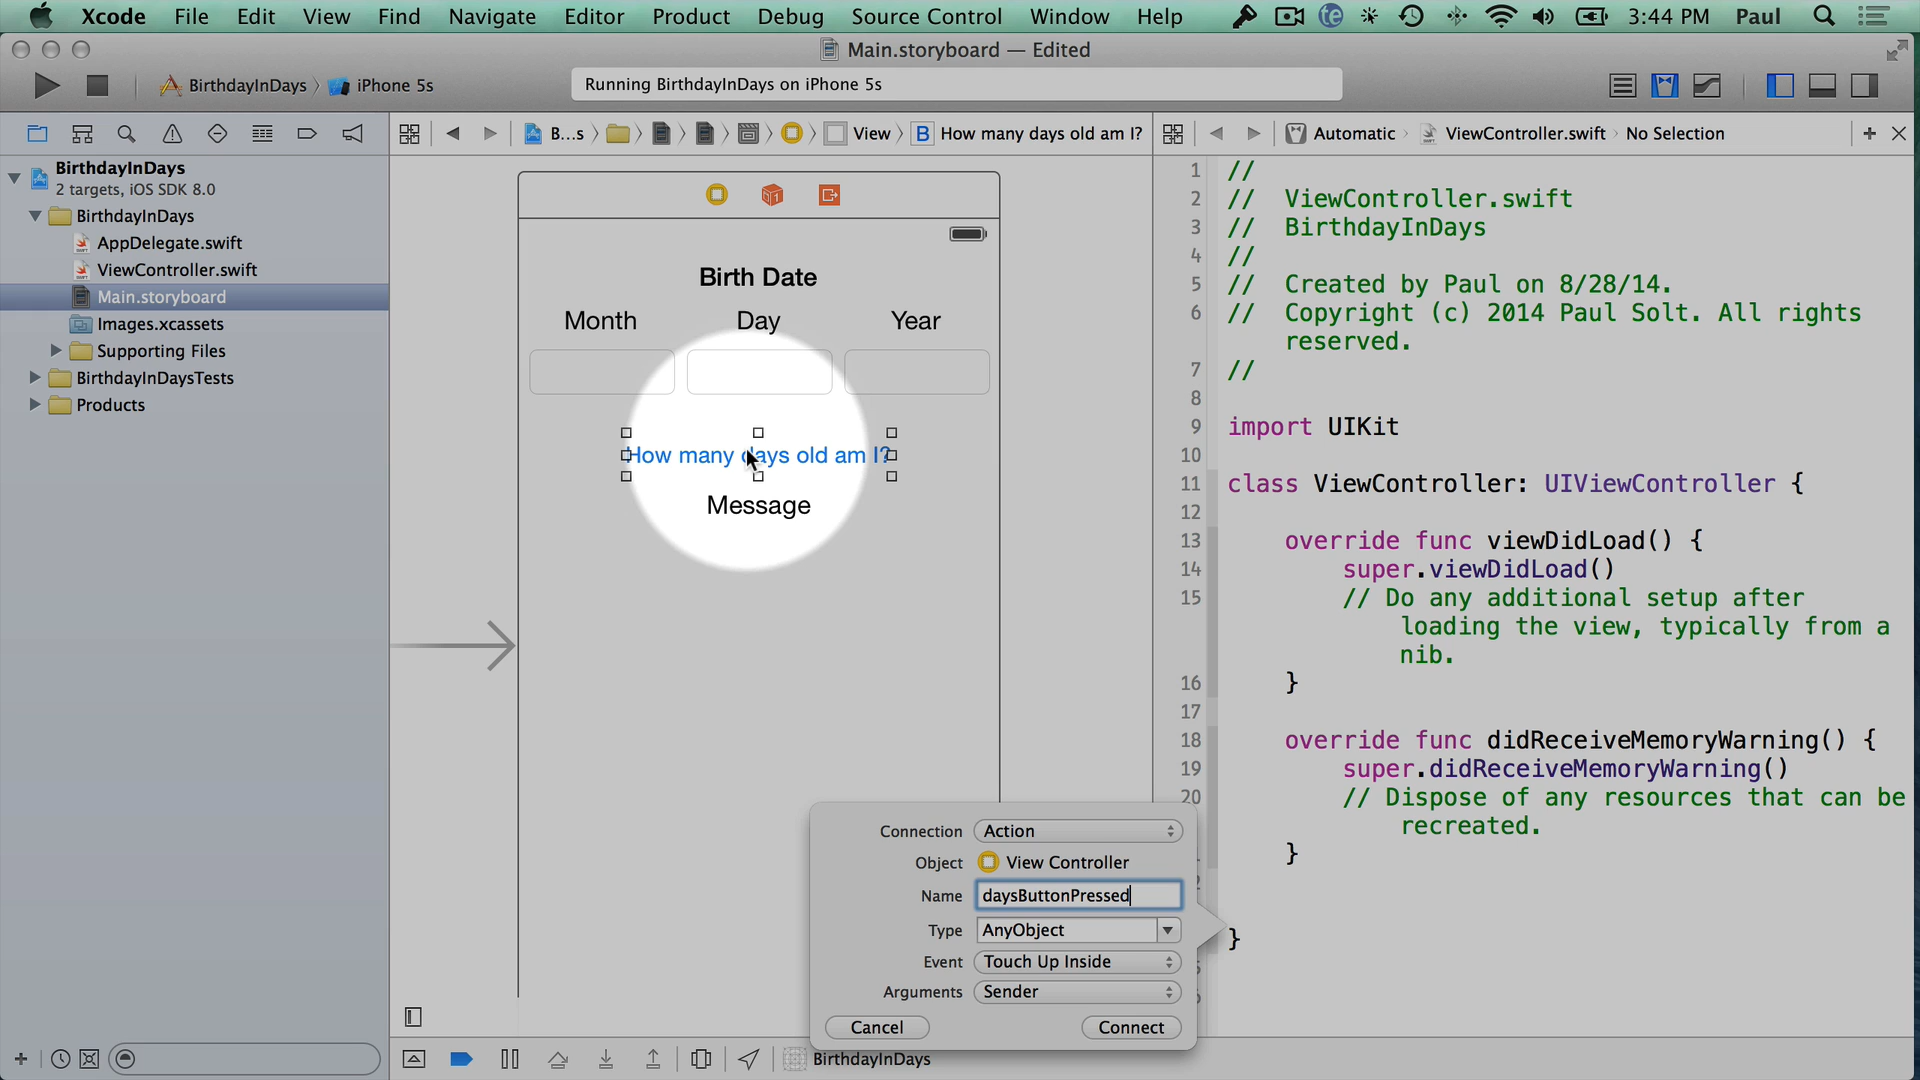 Xcode File Edit View Find Navigate Editor Product Debug Source Control Window Help te 3:44 PM Paul
Main.storyboard — Edited
BirthdayInDays iPhone 5s
Running BirthdayInDays on iPhone 5s
B...s View B How many days old am I?
Automatic ViewController.swift No Selection
BirthdayInDays
2 targets, iOS SDK 8.0
BirthdayInDays
AppDelegate.swift
ViewController.swift
Main.storyboard
Images.xcassets
Supporting Files
BirthdayInDaysTests
Products
Birth Date
Month Day Year
How many days old am I?
Message
1 //
2 // ViewController.swift
3 // BirthdayInDays
4 //
5 // Created by Paul on 8/28/14.
6 // Copyright (c) 2014 Paul Solt. All rights
reserved.
7 //
8
9 import UIKit
10
11 class ViewController: UIViewController {
12
13 override func viewDidLoad() {
14 super.viewDidLoad()
15 // Do any additional setup after
loading the view, typically from a
nib.
16 }
17
18 override func didReceiveMemoryWarning() {
19 super.didReceiveMemoryWarning()
20 // Dispose of any resources that can be
recreated.
}
}
Connection Action
Object View Controller
Name daysButtonPressed
Type AnyObject
Event Touch Up Inside
Arguments Sender
Cancel Connect
BirthdayInDays